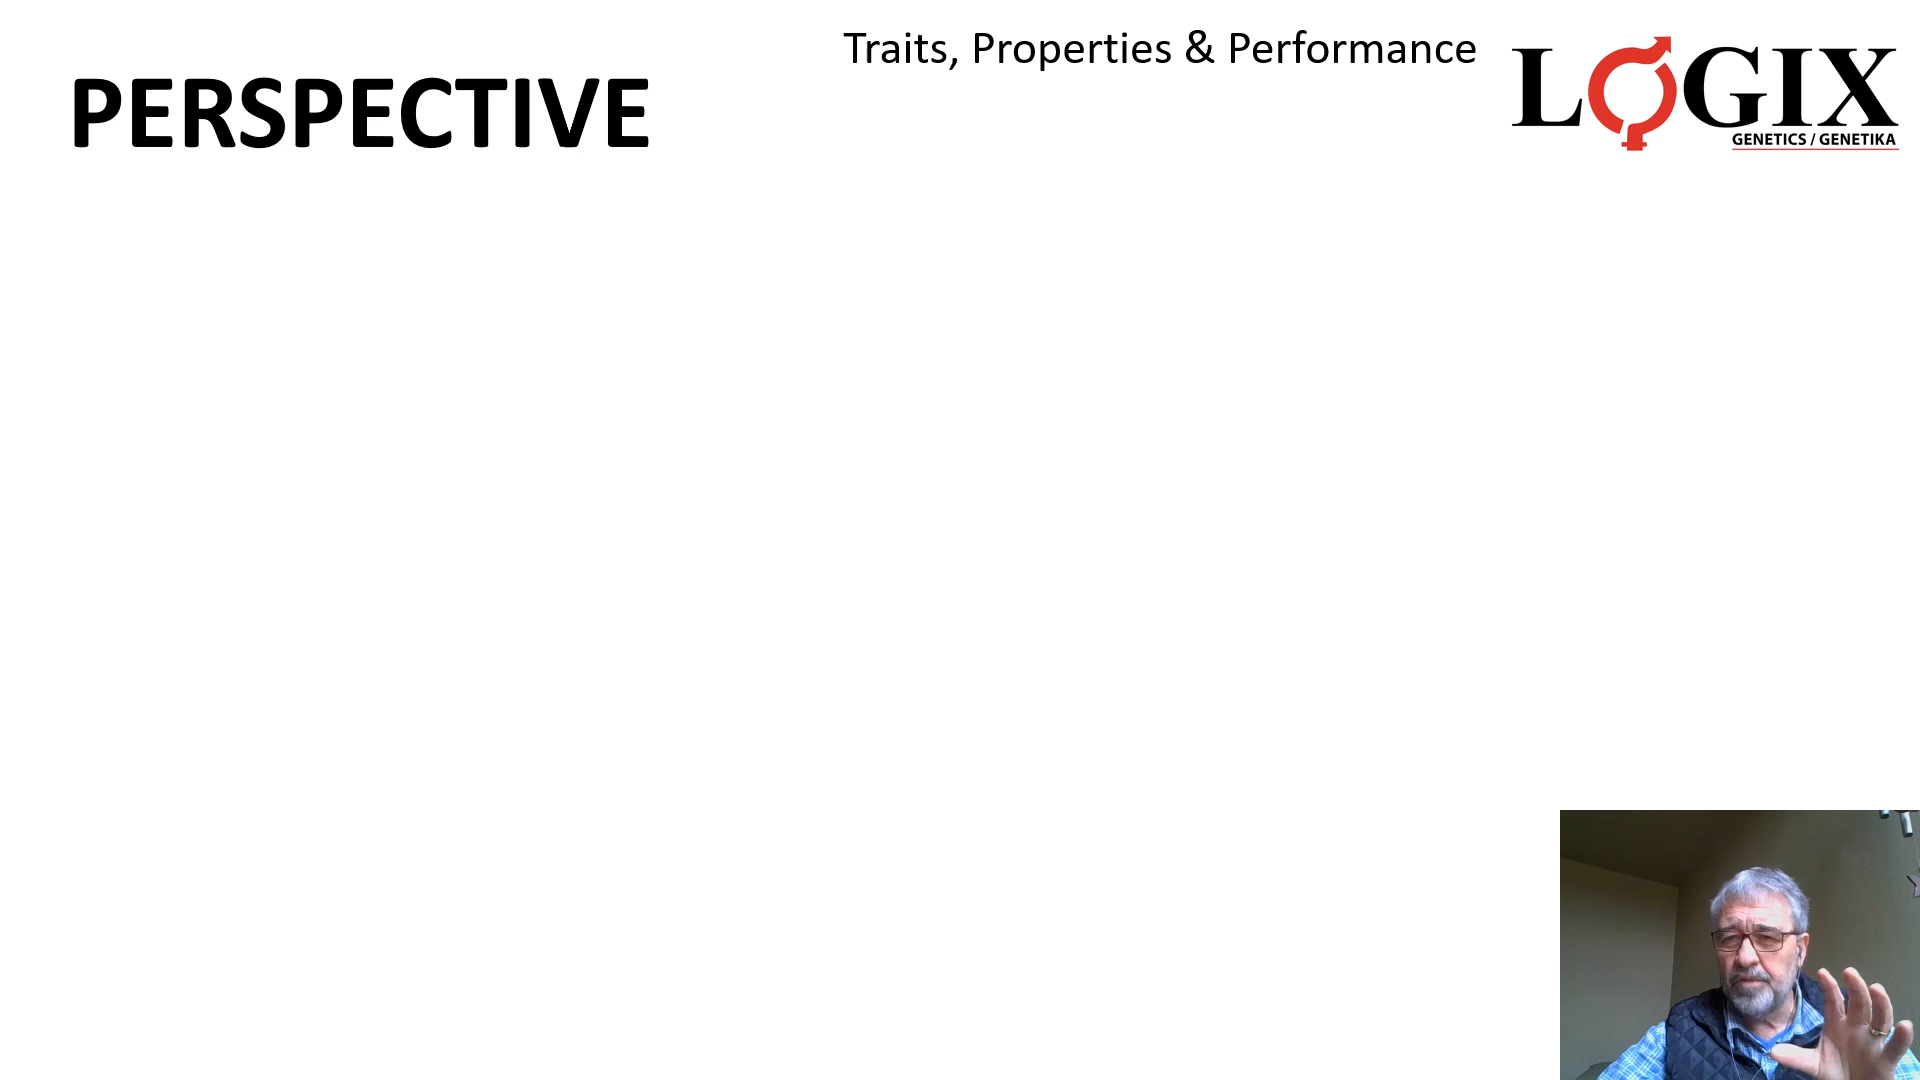 Traits, Properties & Performance
PERSPECTIVE
LOGIX
GENETICS / GENETIKA